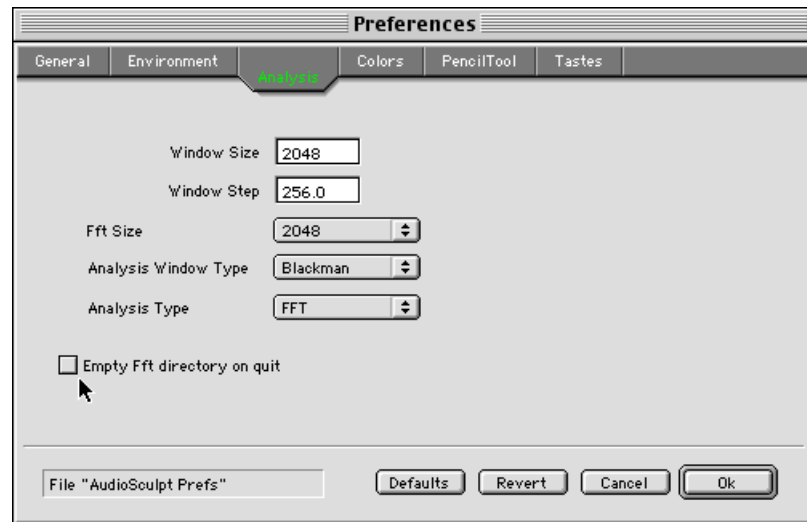 Preferences
General Environment Analysis Colors PencilTool Tastes
Window Size 2048
Window Step 256.0
Fft Size 2048
Analysis Window Type Blackman
Analysis Type FFT
Empty Fft directory on quit
File "AudioSculpt Prefs" Defaults Revert Cancel Ok